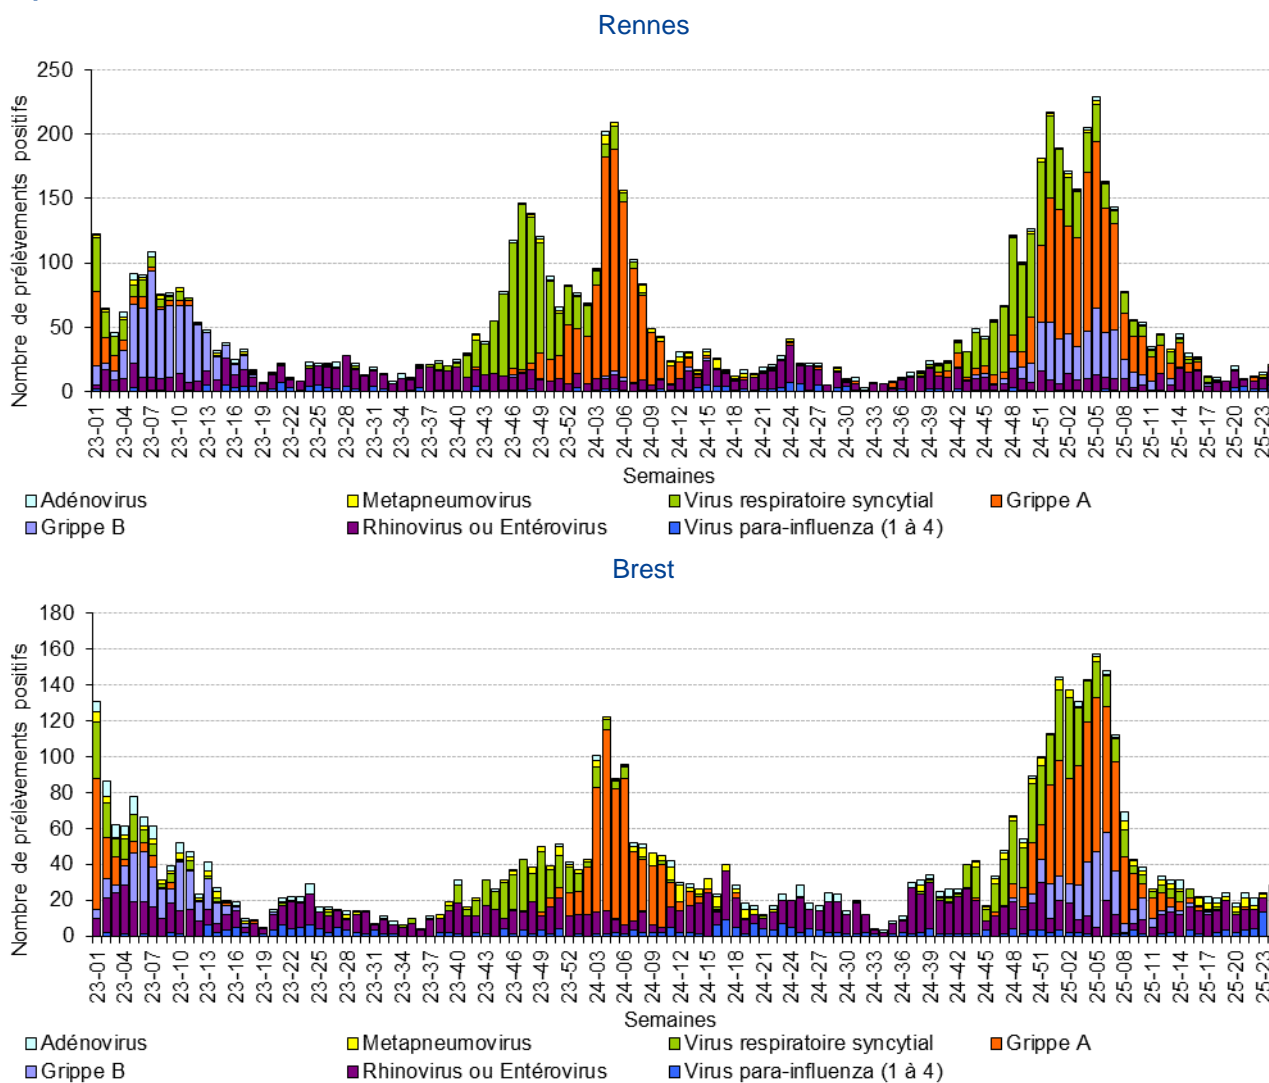 Rennes
Nombre de prélèvements positifs
250
200
150
100
50
0
23-01 23-04 23-07 23-10 23-13 23-16 23-19 23-22 23-25 23-28 23-31 23-34 23-37 23-40 23-43 23-46 23-49 23-52 24-03 24-06 24-09 24-12 24-15 24-18 24-21 24-24 24-27 24-30 24-33 24-36 24-39 24-42 24-45 24-48 24-51 25-02 25-05 25-08 25-11 25-14 25-17 25-20 25-23
Semaines
Adénovirus Metapneumovirus Virus respiratoire syncytial Grippe A
Grippe B Rhinovirus ou Entérovirus Virus para-influenza (1 à 4)
Brest
Nombre de prélèvements positifs
180
160
140
120
100
80
60
40
20
0
23-01 23-04 23-07 23-10 23-13 23-16 23-19 23-22 23-25 23-28 23-31 23-34 23-37 23-40 23-43 23-46 23-49 23-52 24-03 24-06 24-09 24-12 24-15 24-18 24-21 24-24 24-27 24-30 24-33 24-36 24-39 24-42 24-45 24-48 24-51 25-02 25-05 25-08 25-11 25-14 25-17 25-20 25-23
Semaines
Adénovirus Metapneumovirus Virus respiratoire syncytial Grippe A
Grippe B Rhinovirus ou Entérovirus Virus para-influenza (1 à 4)